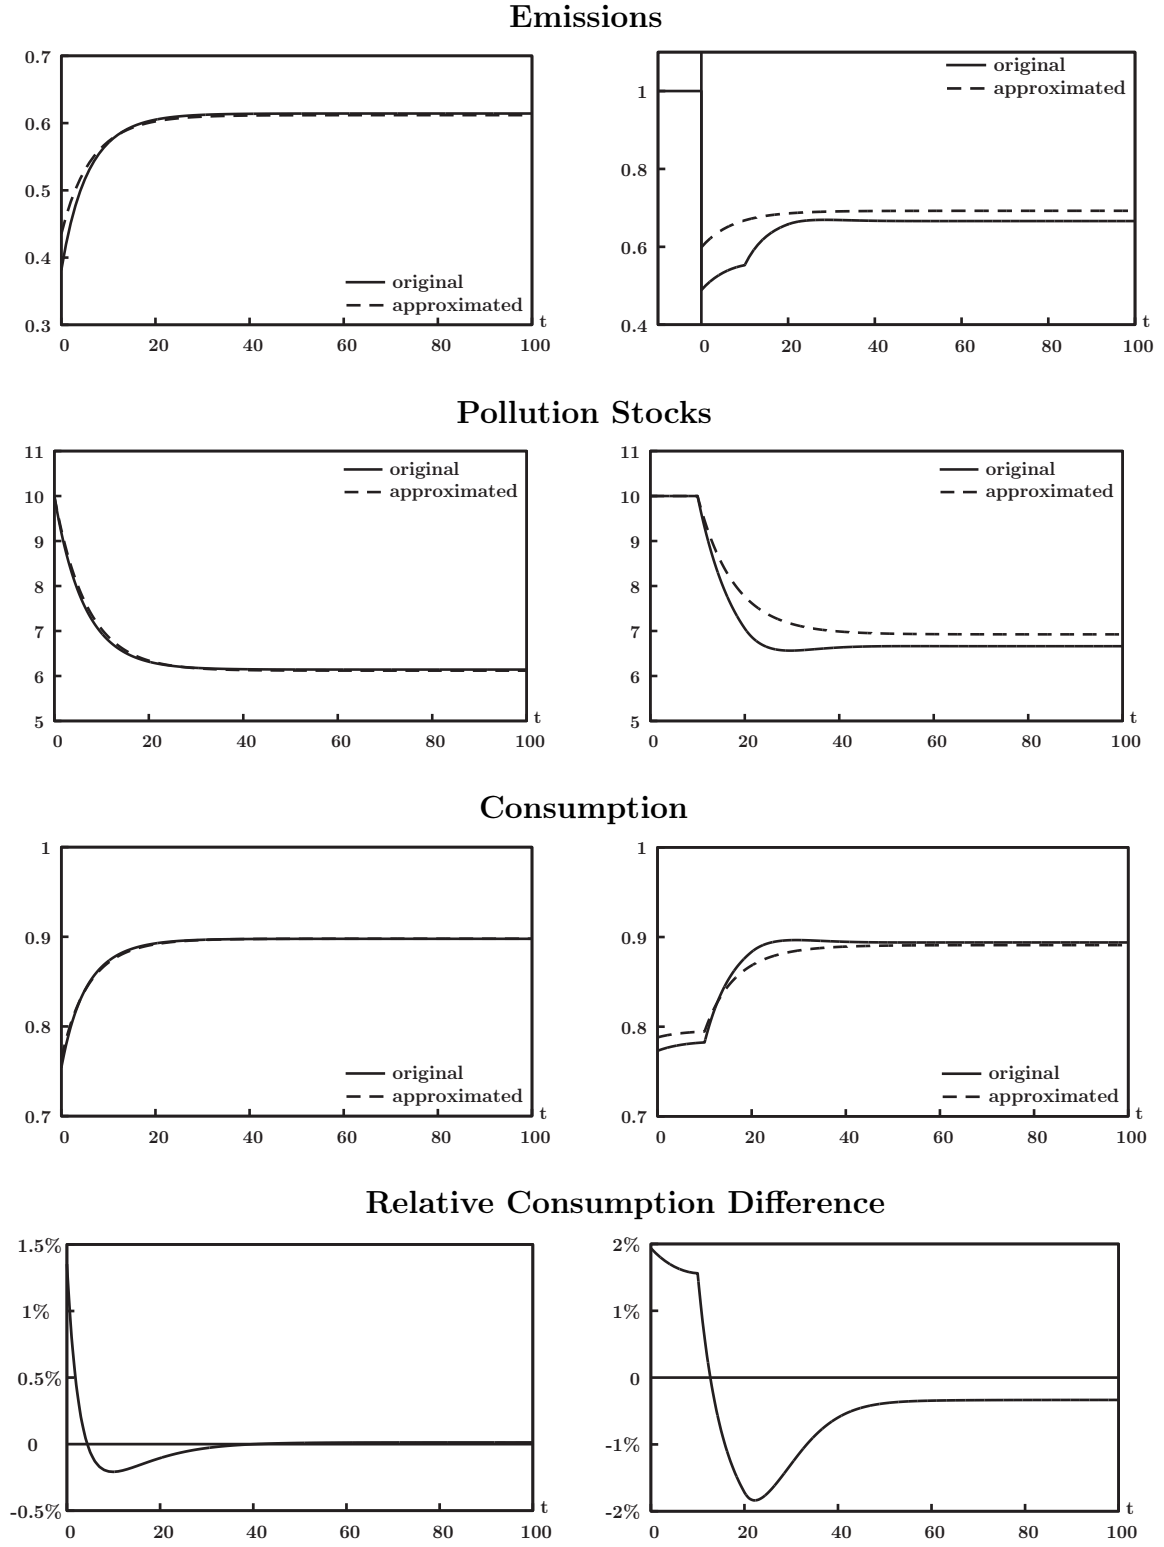 Emissions
0.7
0.6
0.5
0.4
0.3
original
approximated
t
0 20 40 60 80 100
original
approximated
1
0.8
0.6
0.4
t
0 20 40 60 80 100
Pollution Stocks
11
10
9
8
7
6
5
original
approximated
t
0 20 40 60 80 100
11
10
9
8
7
6
5
original
approximated
t
0 20 40 60 80 100
Consumption
1
0.9
0.8
0.7
original
approximated
t
0 20 40 60 80 100
1
0.9
0.8
0.7
original
approximated
t
0 20 40 60 80 100
Relative Consumption Difference
1.5%
1%
0.5%
0
-0.5%
t
0 20 40 60 80 100
2%
1%
0
-1%
-2%
t
0 20 40 60 80 100